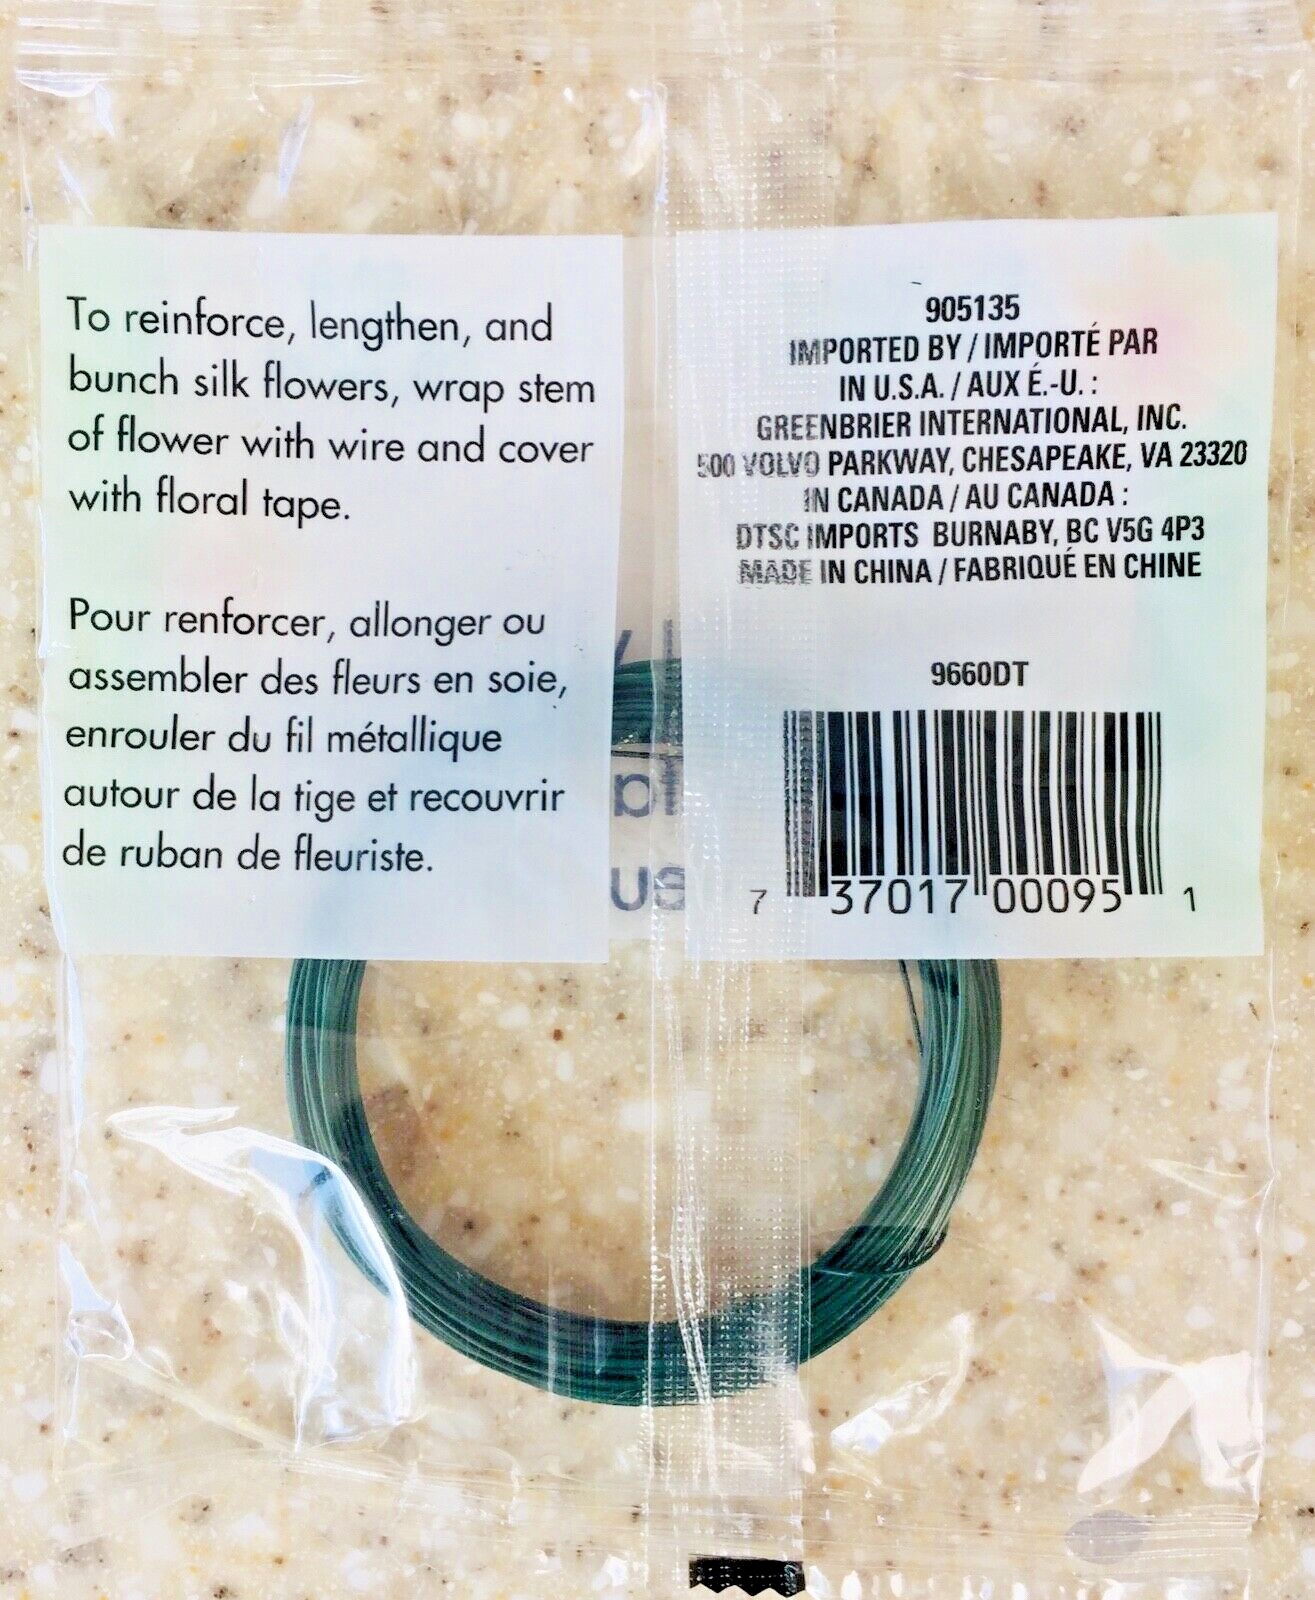 To reinforce, lengthen, and
bunch silk flowers, wrap stem
of flower with wire and cover
with floral tape.
Pour renforcer, allonger ou
assembler des fleurs en soie,
enrouler du fil métallique
autour de la tige et recouvrir
de ruban de fleuriste.
905135
IMPORTED BY / IMPORTÉ PAR
IN U.S.A. / AUX É.-U. :
GREENBRIER INTERNATIONAL, INC.
500 VOLVO PARKWAY, CHESAPEAKE, VA 23320
IN CANADA / AU CANADA :
DTSC IMPORTS BURNABY, BC V5G 4P3
MADE IN CHINA / FABRIQUÉ EN CHINE
9660DT
7 37017 00095 1